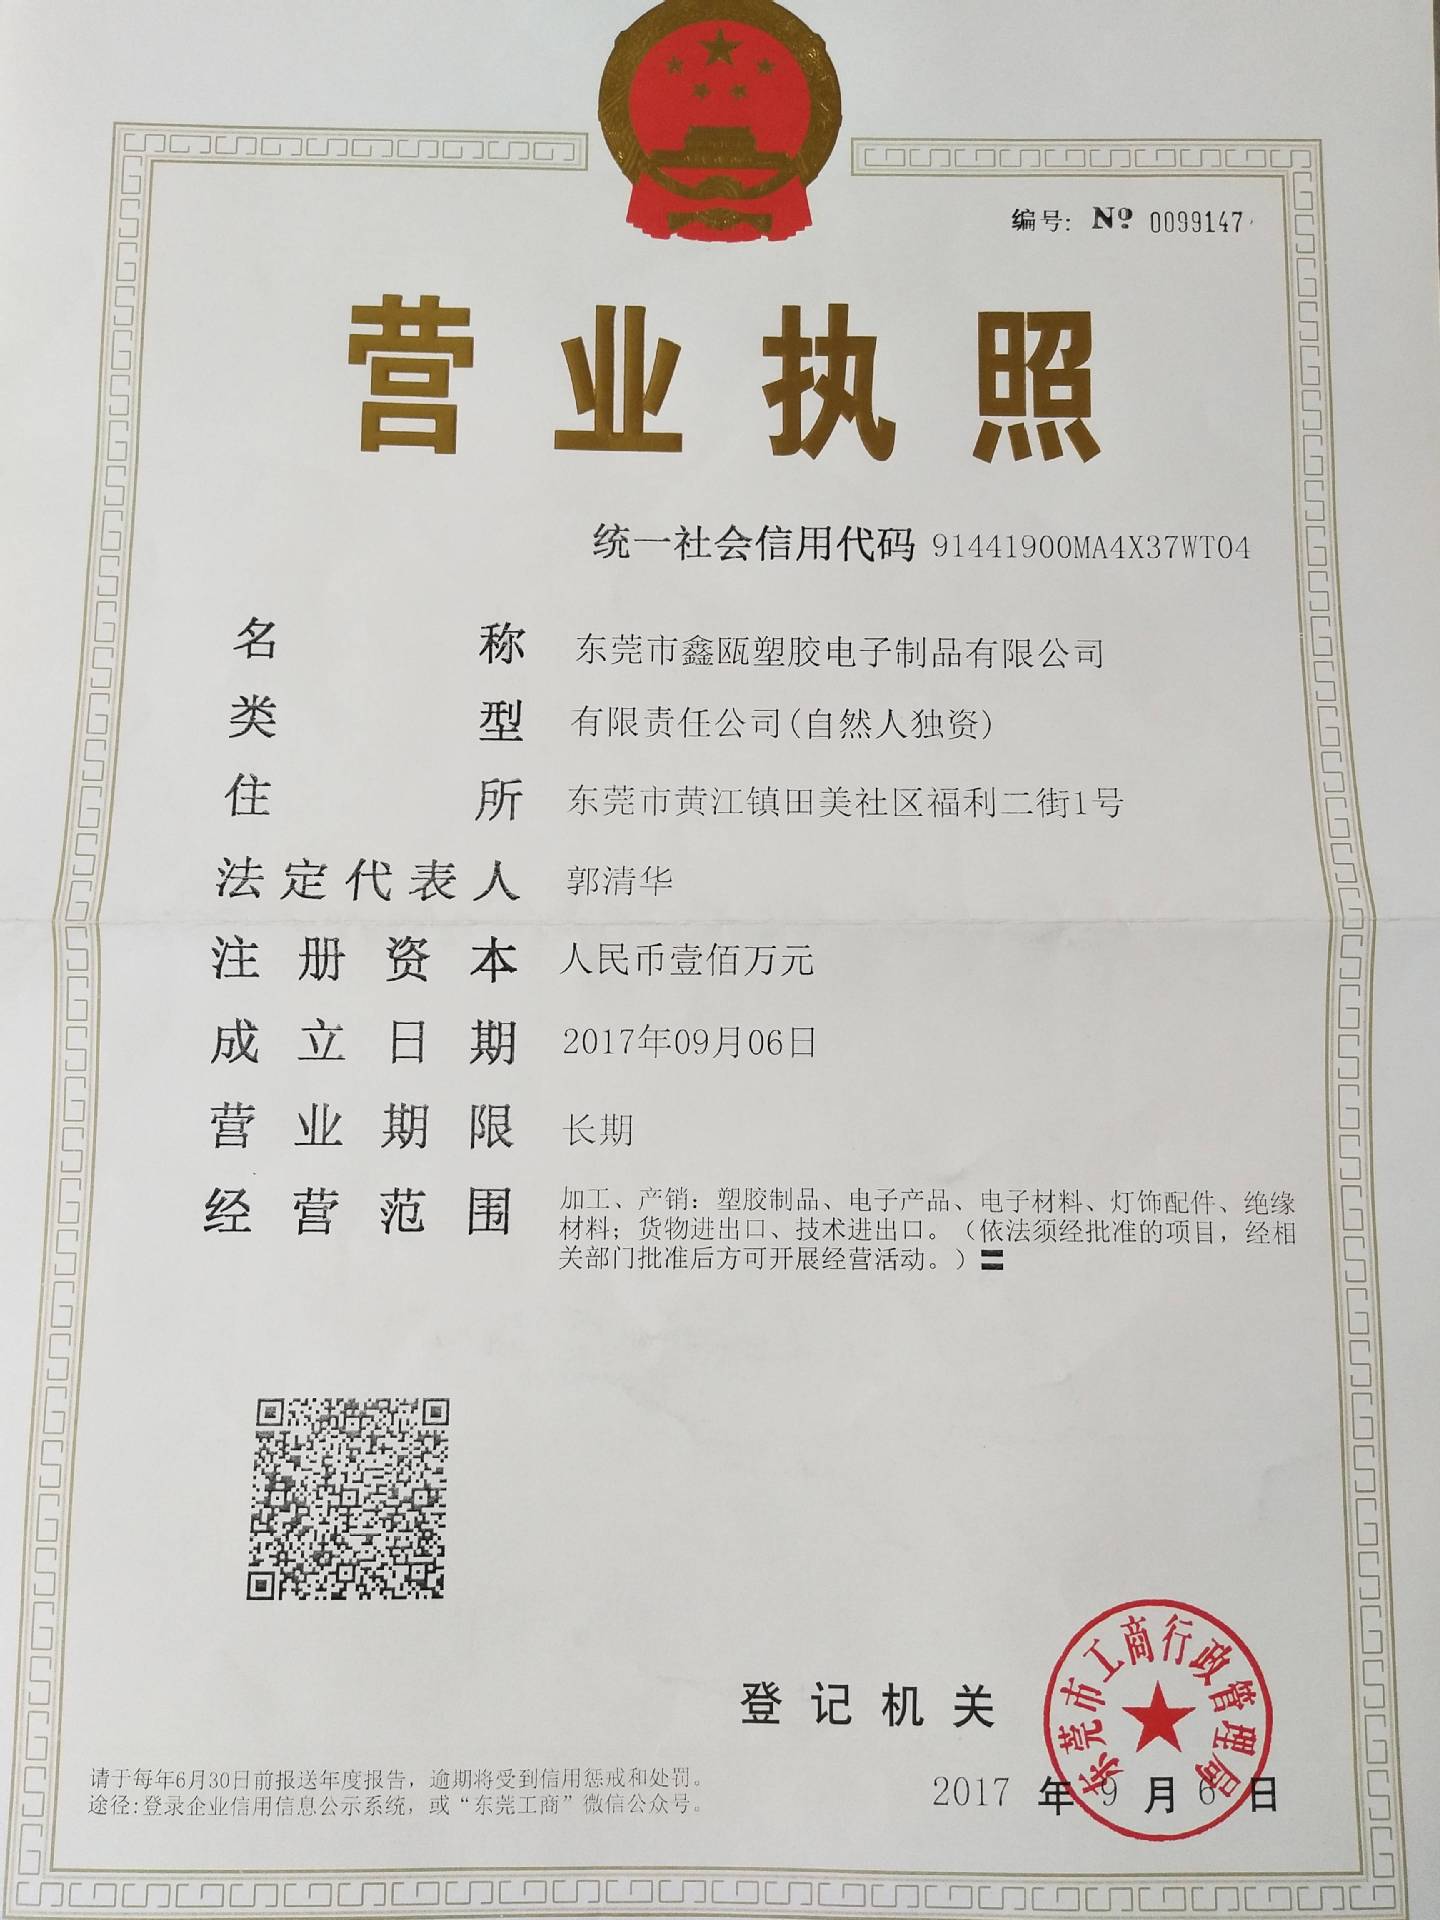 编号: Nº 0099147
营业执照
统一社会信用代码 91441900MA4X37WT04
名称 东莞市鑫瓯塑胶电子制品有限公司
类型 有限责任公司(自然人独资)
住所 东莞市黄江镇田美社区福利二街1号
法定代表人 郭清华
注册资本 人民币壹佰万元
成立日期 2017年09月06日
营业期限 长期
经营范围 加工、产销: 塑胶制品、电子产品、电子材料、灯饰配件、绝缘
材料; 货物进出口、技术进出口。(依法须经批准的项目, 经相
关部门批准后方可开展经营活动。)〓
东莞市工商行政管理局
登记机关
2017 年 9 月 6 日
请于每年6月30日前报送年度报告, 逾期将受到信用惩戒和处罚。
途径:登录企业信用信息公示系统, 或“东莞工商”微信公众号。